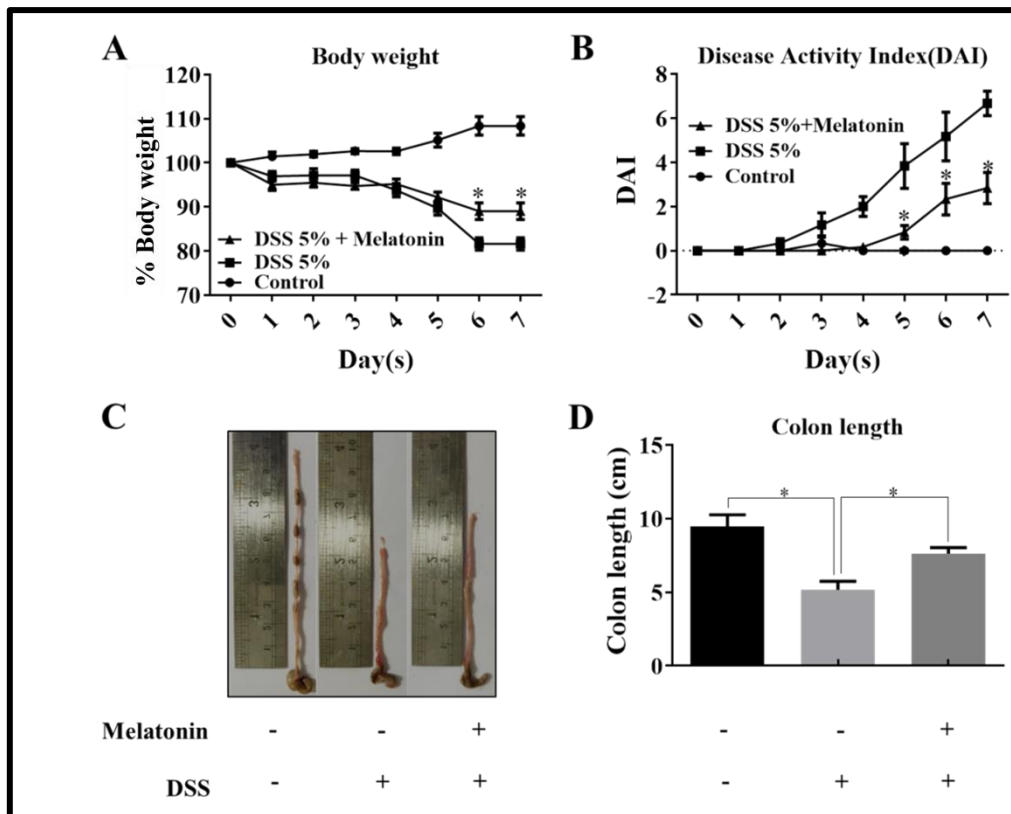 A
Body weight
% Body weight
120
110
100
90
80
70
DSS 5% + Melatonin
DSS 5%
Control
* *
0 1 2 3 4 5 6 7
Day(s)
B
Disease Activity Index(DAI)
DAI
8
6
4
2
0
-2
DSS 5%+Melatonin
DSS 5%
Control
* * *
0 1 2 3 4 5 6 7
Day(s)
C
D
Colon length
Colon length (cm)
15
10
5
0
* *
Melatonin - - + - - +
DSS - + + - + +